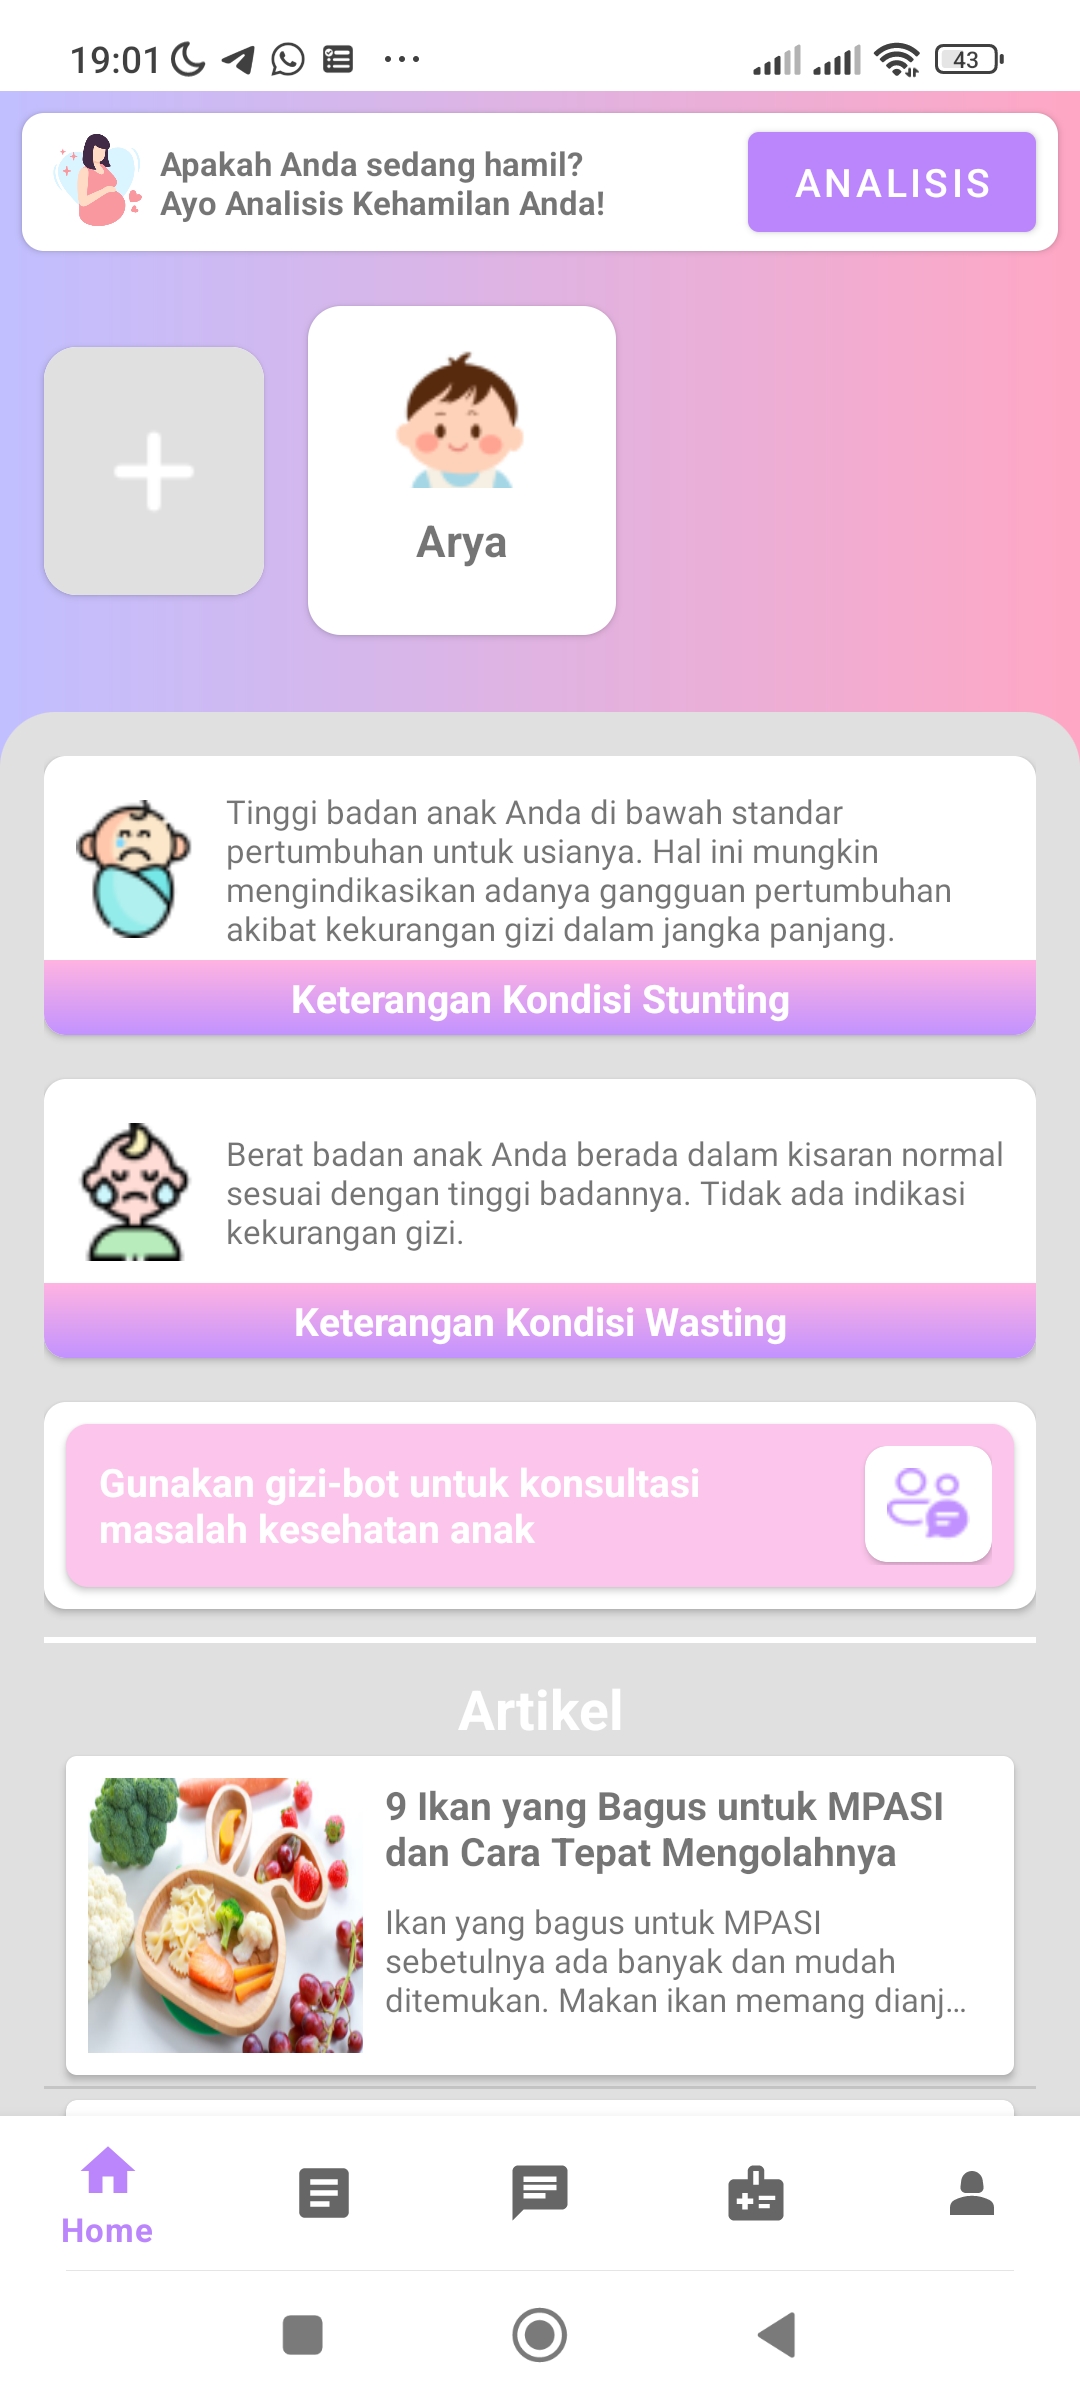 19:01
43
Apakah Anda sedang hamil?
Ayo Analisis Kehamilan Anda!
ANALISIS
Arya
Tinggi badan anak Anda di bawah standar
pertumbuhan untuk usianya. Hal ini mungkin
mengindikasikan adanya gangguan pertumbuhan
akibat kekurangan gizi dalam jangka panjang.
Keterangan Kondisi Stunting
Berat badan anak Anda berada dalam kisaran normal
sesuai dengan tinggi badannya. Tidak ada indikasi
kekurangan gizi.
Keterangan Kondisi Wasting
Gunakan gizi-bot untuk konsultasi
masalah kesehatan anak
Artikel
9 Ikan yang Bagus untuk MPASI
dan Cara Tepat Mengolahnya
Ikan yang bagus untuk MPASI
sebetulnya ada banyak dan mudah
ditemukan. Makan ikan memang dianj...
Home